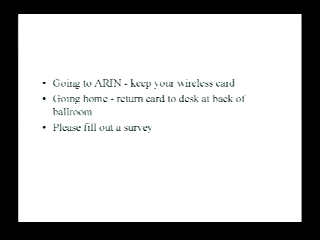 • Going to ARIN - keep your wireless card
• Going home - return card to desk at back of
ballroom
• Please fill out a survey